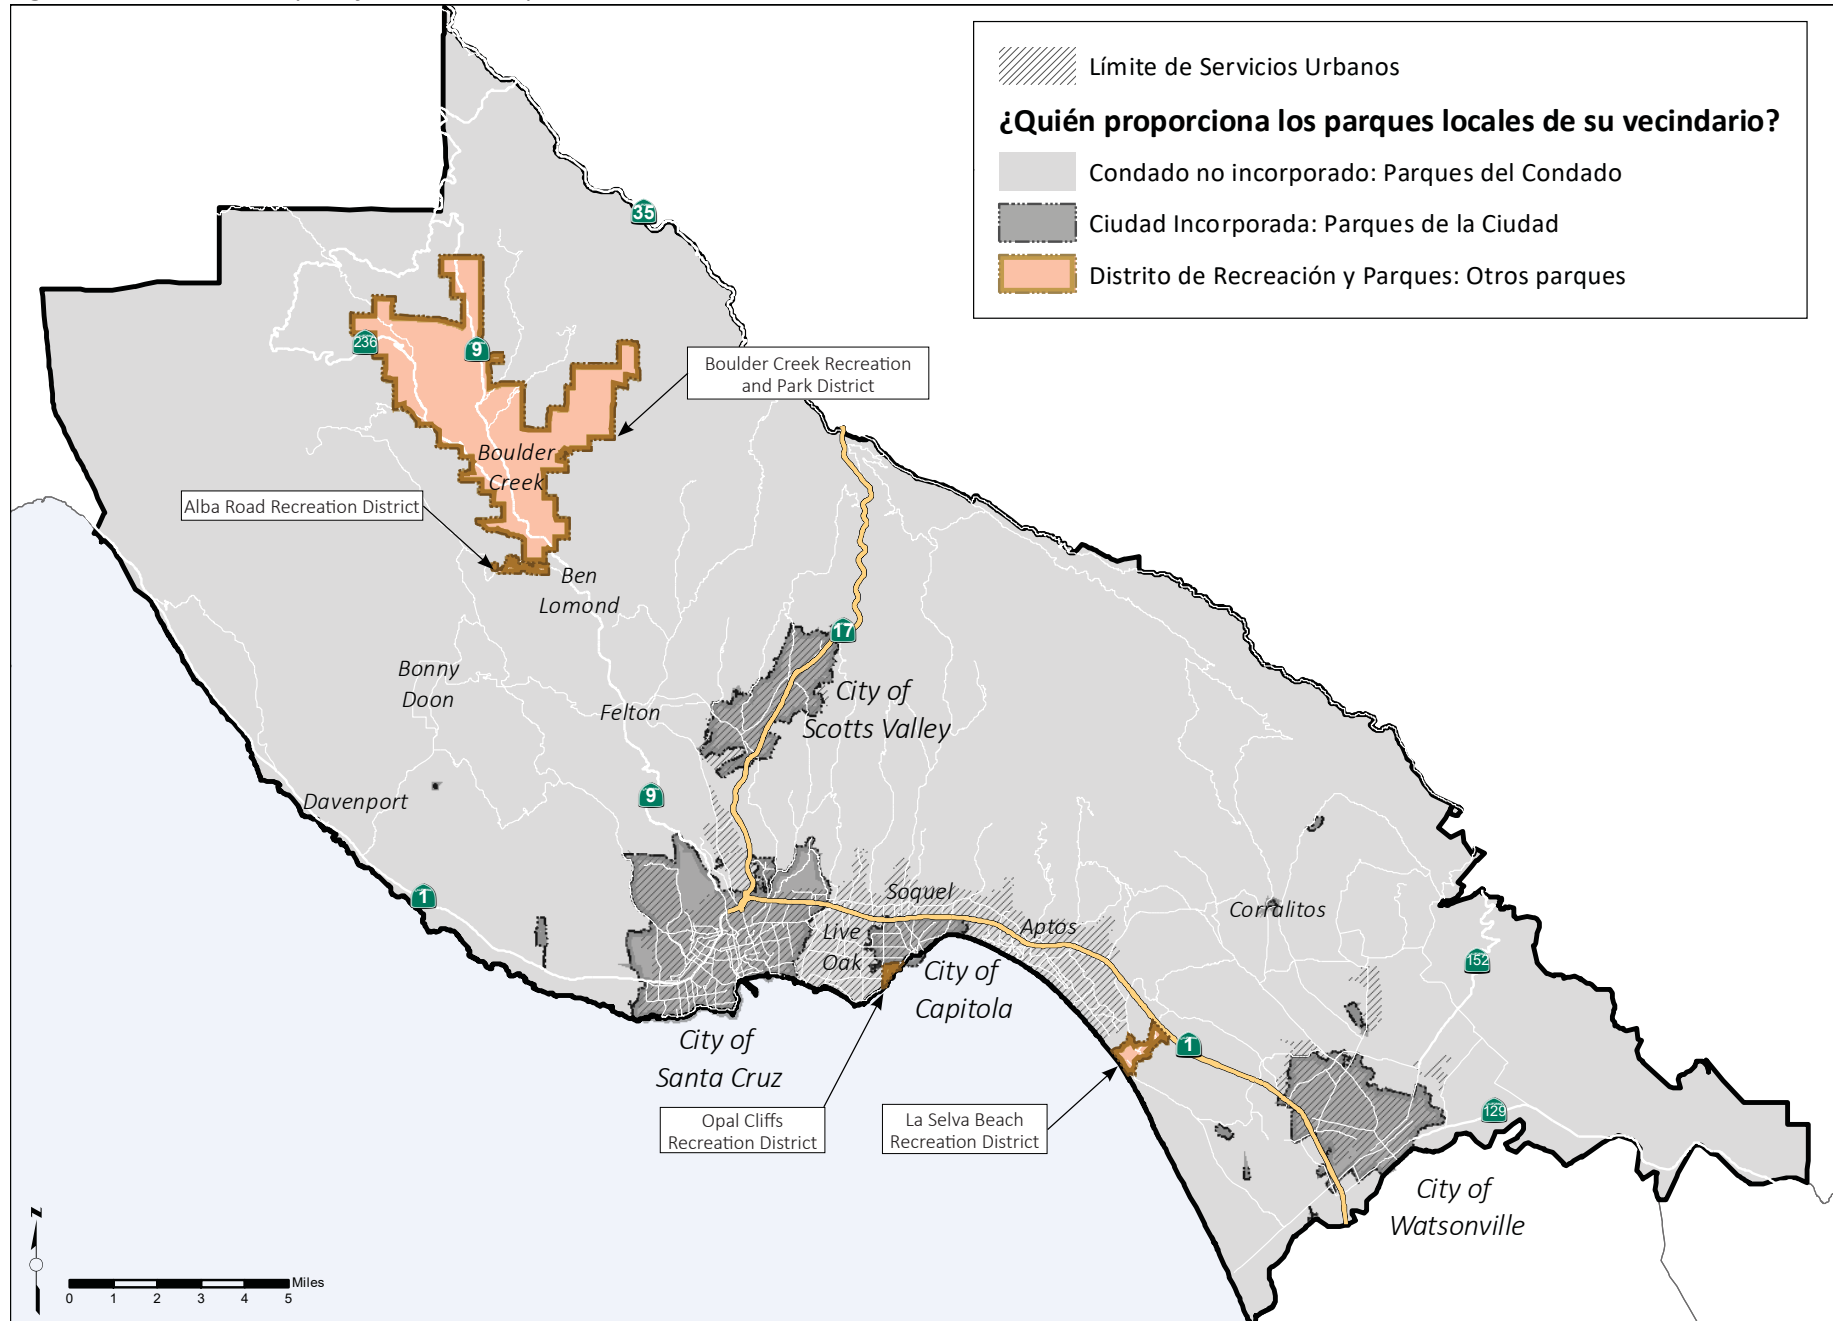 Límite de Servicios Urbanos
¿Quién proporciona los parques locales de su vecindario?
Condado no incorporado: Parques del Condado
Ciudad Incorporada: Parques de la Ciudad
Distrito de Recreación y Parques: Otros parques
35
236
9
Boulder Creek Recreation
and Park District
Boulder
Creek
Alba Road Recreation District
Ben
Lomond
17
Bonny
Doon
Felton
City of
Scotts Valley
Davenport
9
1
Soquel
Live
Oak
Aptos
Corralitos
152
City of
Capitola
City of
Santa Cruz
1
Opal Cliffs
Recreation District
La Selva Beach
Recreation District
129
City of
Watsonville
z
Miles
0 1 2 3 4 5